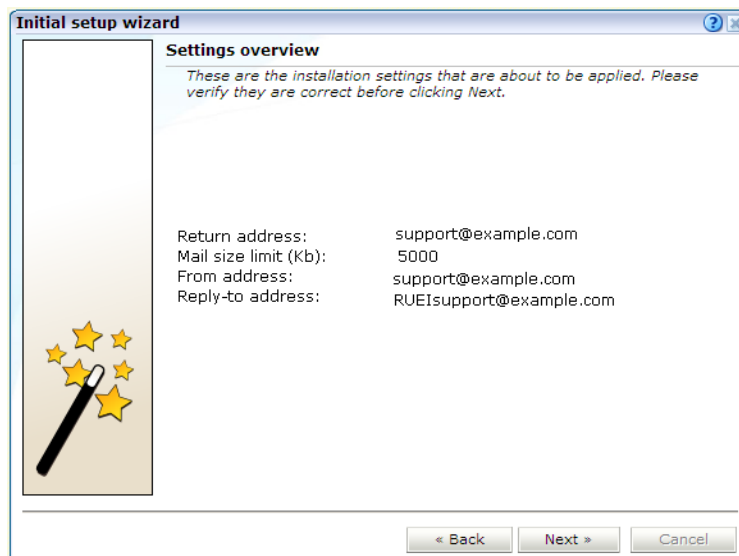 Initial setup wizard
Settings overview
These are the installation settings that are about to be applied. Please
verify they are correct before clicking Next.
Return address: support@example.com
Mail size limit (Kb): 5000
From address: support@example.com
Reply-to address: RUEIsupport@example.com
« Back Next » Cancel